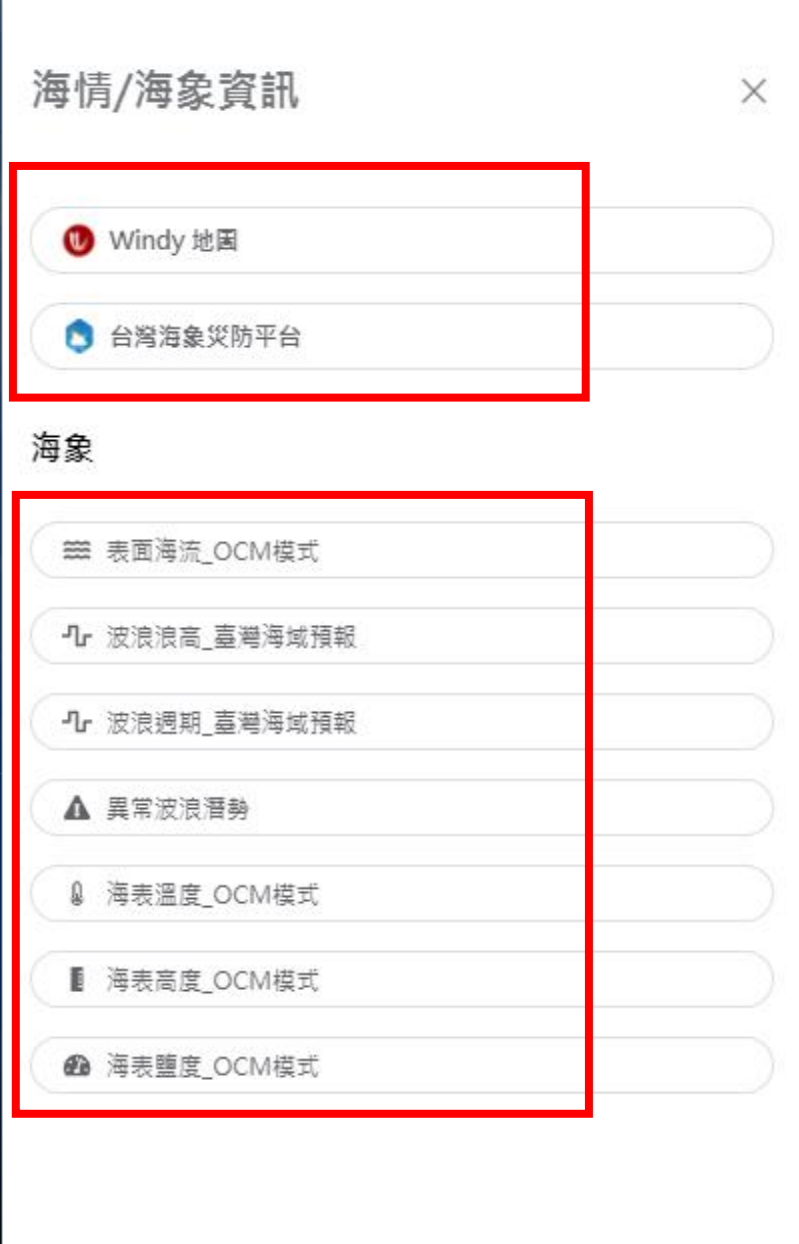 海情/海象資訊
Windy 地圖
台灣海象災防平台
海象
表面海流_OCM模式
波浪浪高_臺灣海域預報
波浪週期_臺灣海域預報
異常波浪潛勢
海表溫度_OCM模式
海表高度_OCM模式
海表鹽度_OCM模式